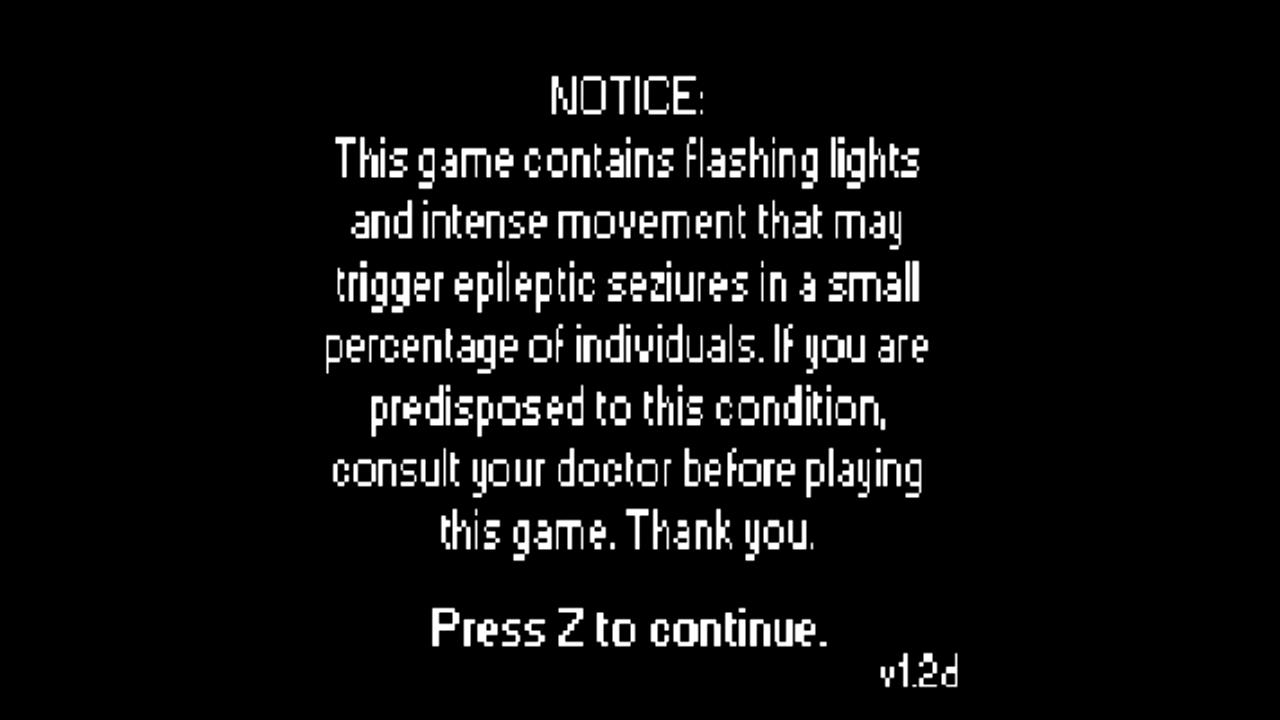 NOTICE:
This game contains flashing lights
and intense movement that may
trigger epileptic seziures in a small
percentage of individuals. If you are
predisposed to this condition,
consult your doctor before playing
this game. Thank you.
Press Z to continue.
v1.2d